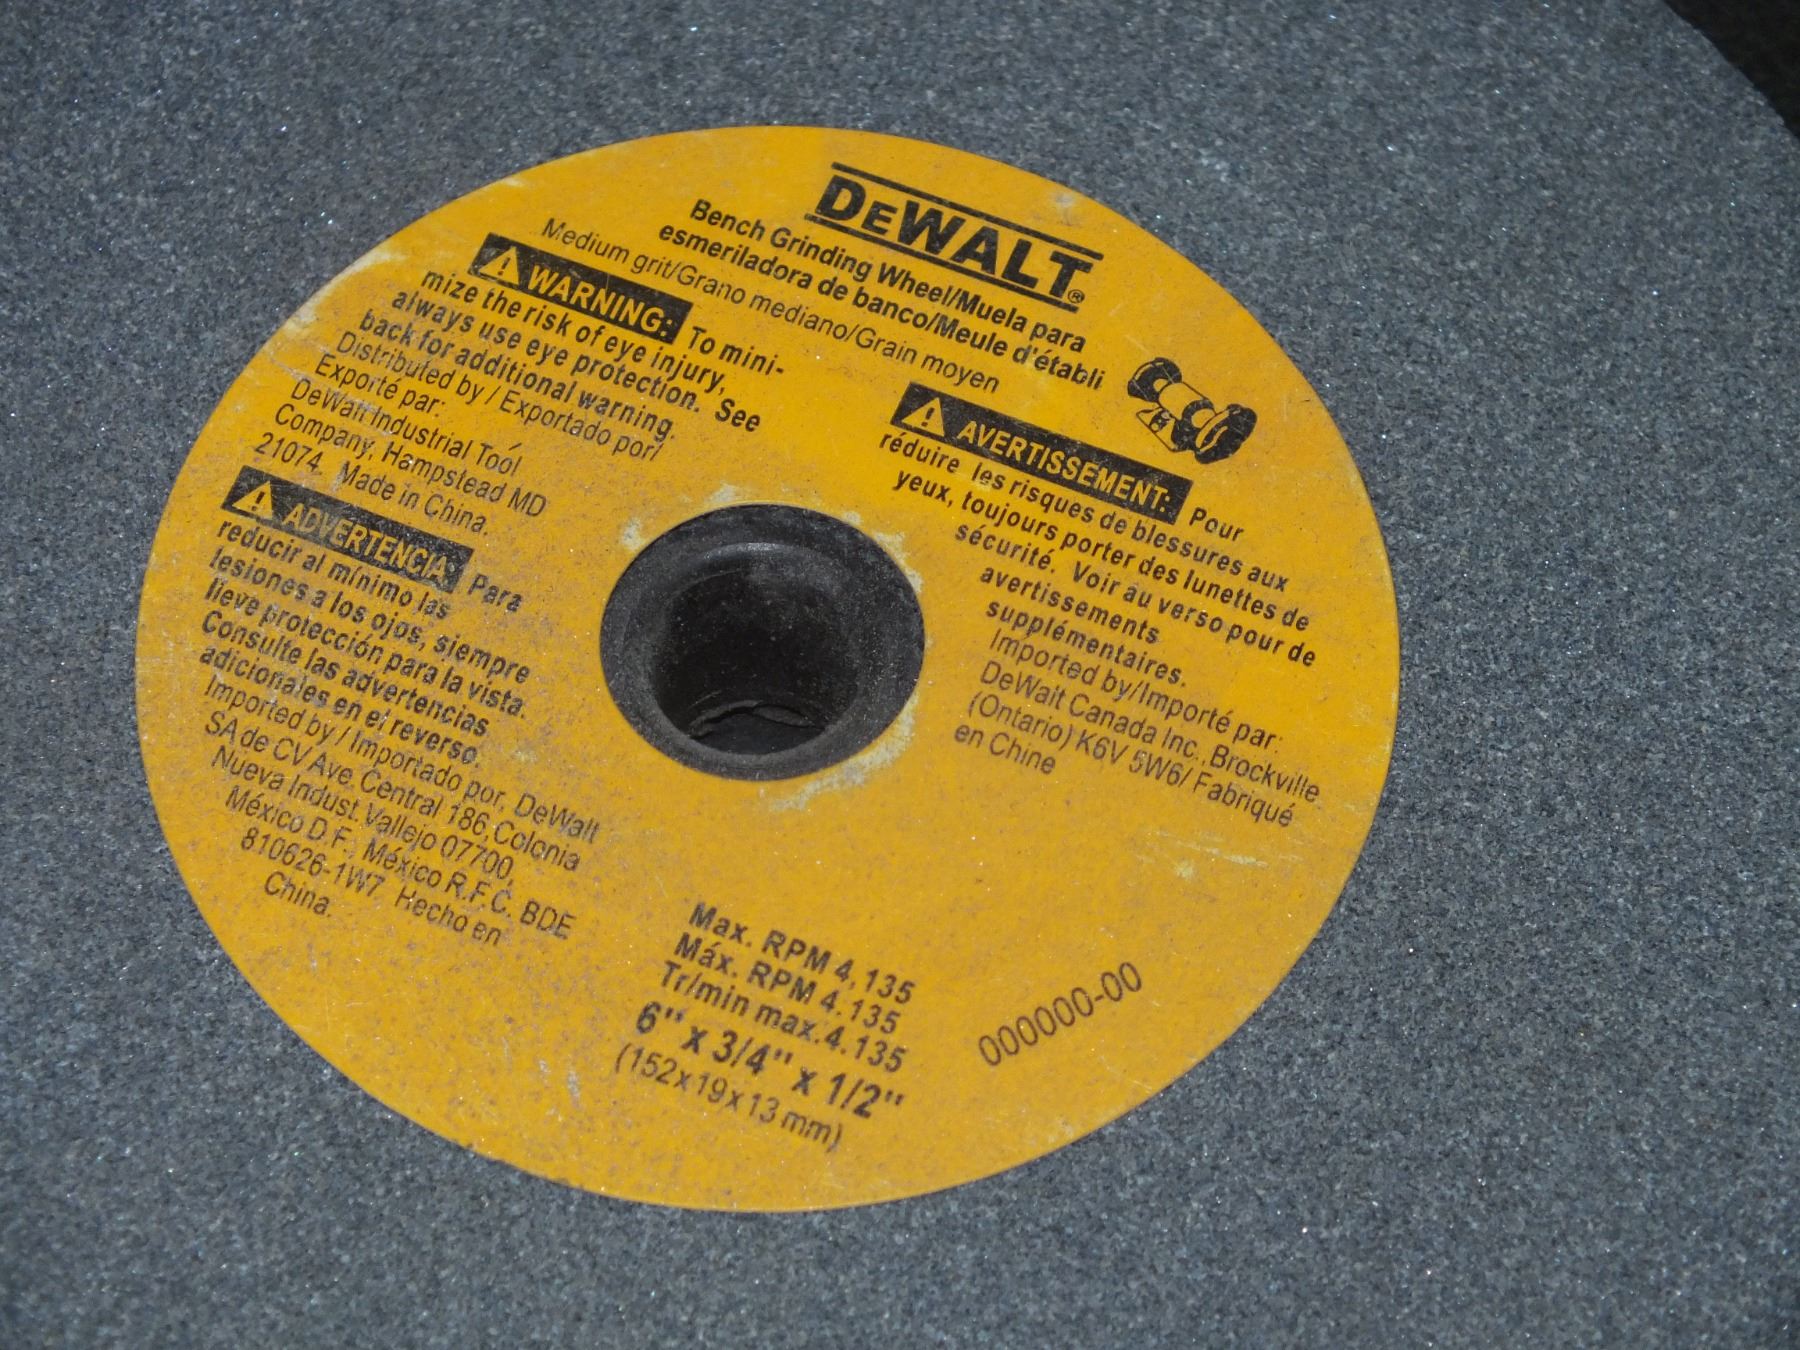 DEWALT®
Bench Grinding Wheel/Muela para
esmeriladora de banco/Meule d'établi
Medium grit/Grano mediano/Grain moyen
WARNING: To mini-
mize the risk of eye injury,
always use eye protection. See
back for additional warning.
Distributed by / Exportado por/
Exporté par:
DeWalt Industrial Tool
Company, Hampstead MD
21074. Made in China.
ADVERTENCIA: Para
reducir al mínimo las
lesiones a los ojos, siempre
lleve protección para la vista.
Consulte las advertencias
adicionales en el reverso.
Imported by / Importado por. DeWalt
SA de CV Ave. Central 186, Colonia
Nueva Indust. Vallejo 07700,
México D.F., México R.F.C. BDE
810626-1W7. Hecho en
China.
AVERTISSEMENT: Pour
réduire les risques de blessures aux
yeux, toujours porter des lunettes de
sécurité. Voir au verso pour de
avertissements
supplémentaires.
Imported by/Importé par:
DeWalt Canada Inc., Brockville
(Ontario) K6V 5W6/ Fabriqué
en Chine
Max. RPM 4,135
Máx. RPM 4.135
Tr/min max.4.135
6" x 3/4" x 1/2"
(152x19x13 mm)
000000-00